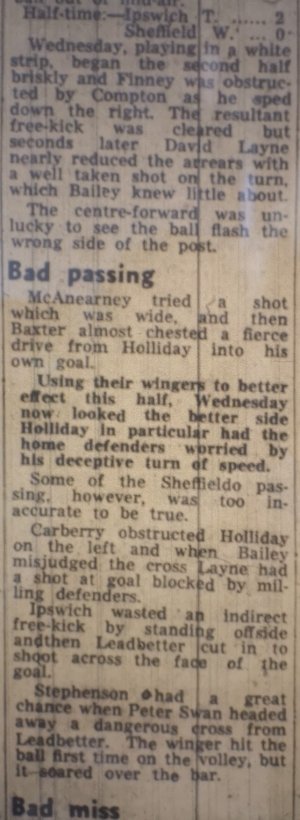 ball out of mid-air.
Half-time:—Ipswich T. ...... 2
Sheffield W. ... 0
Wednesday, playing in a white
strip, began the second half
briskly and Finney was obstruc-
ted by Compton as he sped
down the right. The resultant
free-kick was cleared but
seconds later David Layne
nearly reduced the arrears with
a well taken shot on the turn,
which Bailey knew little about.
The centre-forward was un-
lucky to see the ball flash the
wrong side of the post.
Bad passing
McAnearney tried a shot
which was wide, and then
Baxter almost chested a fierce
drive from Holliday into his
own goal.
Using their wingers to better
effect this half, Wednesday
now looked the better side
Holliday in particular had the
home defenders worried by
his deceptive turn of speed.
Some of the Sheffieldo pas-
sing, however, was too in-
accurate to be true.
Carberry obstructed Holliday
on the left and when Bailey
misjudged the cross Layne had
a shot at goal blocked by mil-
ling defenders.
Ipswich wasted an indirect
free-kick by standing offside
andthen Leadbetter cut in to
shoot across the face of the
goal.
Stephenson had a great
chance when Peter Swan headed
away a dangerous cross from
Leadbetter. The winger hit the
ball first time on the volley, but
it soared over the bar.
Bad miss